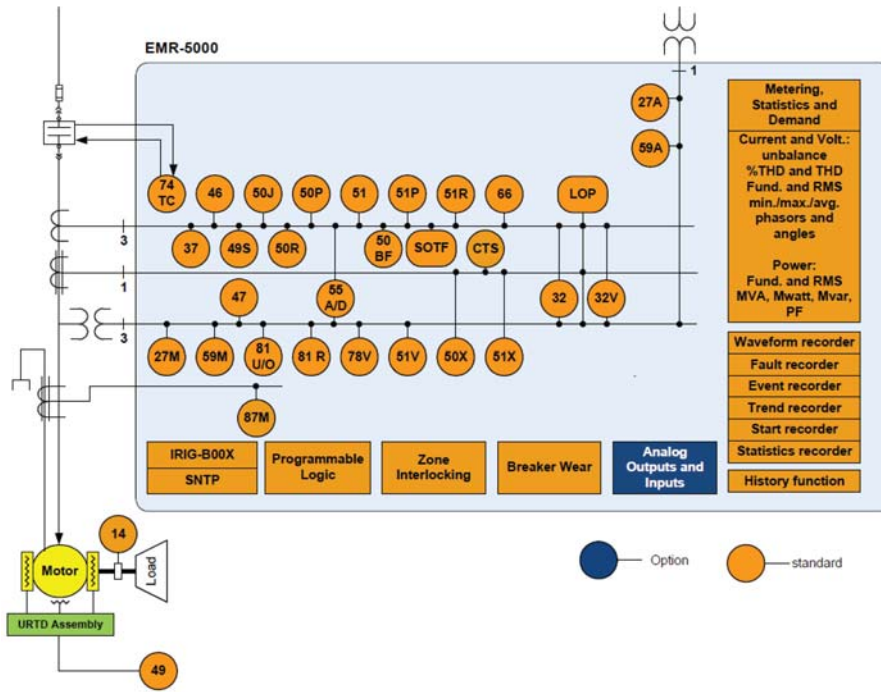 EMR-5000
1
27A
59A
Metering,
Statistics and
Demand
Current and Volt.:
unbalance
%THD and THD
Fund. and RMS
min./max./avg.
phasors and
angles
Power:
Fund. and RMS
MVA, Mwatt, Mvar,
PF
74
TC
46
50J
50P
51
51P
51R
66
LOP
3
37
49S
50R
50
BF
SOTF
CTS
1
47
55
A/D
32
32V
3
27M
59M
81
U/O
81 R
78V
51V
50X
51X
87M
Waveform recorder
Fault recorder
Event recorder
Trend recorder
Start recorder
Statistics recorder
History function
IRIG-B00X
SNTP
Programmable
Logic
Zone
Interlocking
Breaker Wear
Analog
Outputs and
Inputs
14
Motor
Load
URTD Assembly
49
Option
standard